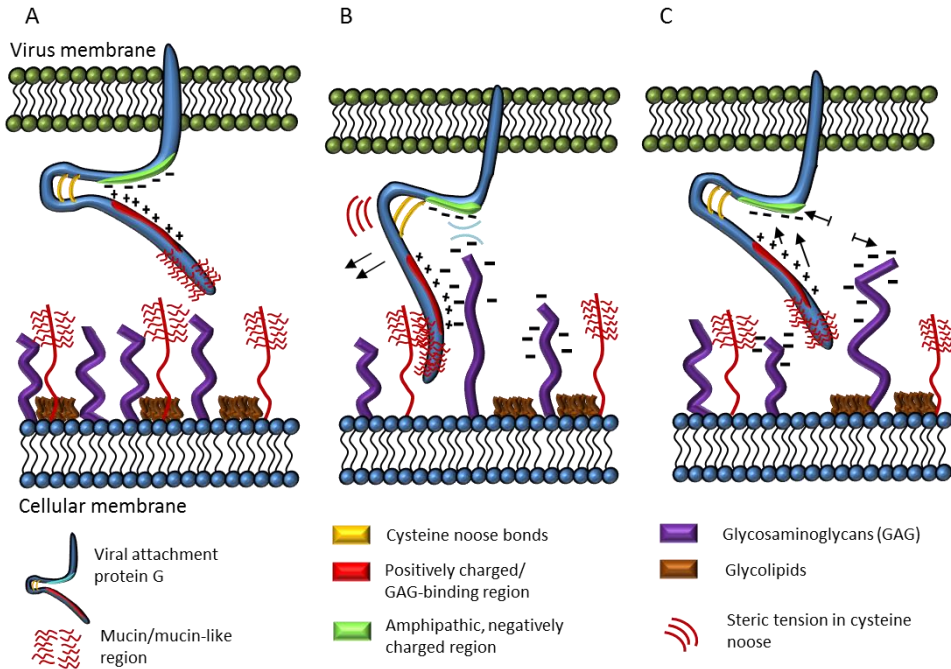 A
B
C
Virus membrane
Cellular membrane
Viral attachment
protein G
Mucin/mucin-like
region
Cysteine noose bonds
Positively charged/
GAG-binding region
Amphipathic, negatively
charged region
Glycosaminoglycans (GAG)
Glycolipids
Steric tension in cysteine
noose